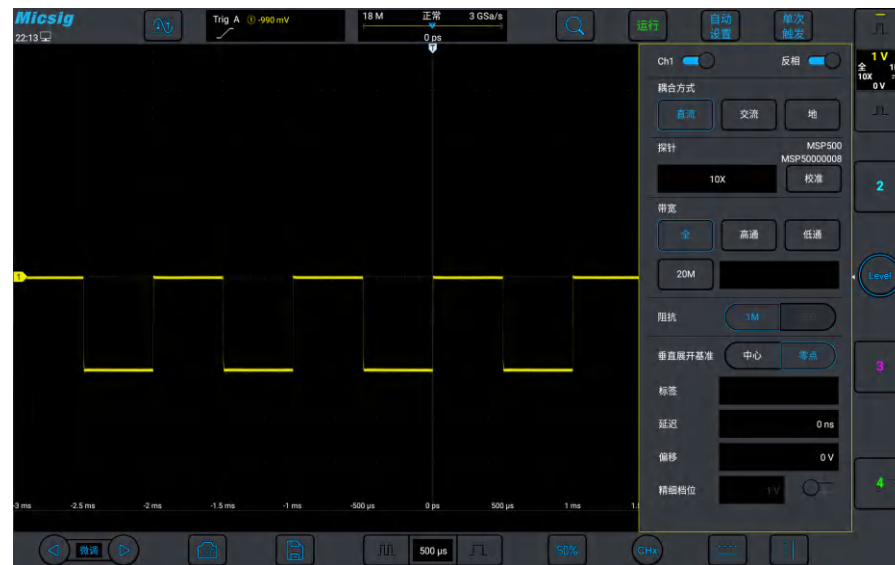 Micsig
22:13
Trig A ① -990 mV
18 M 正常 3 GSa/s
0 ps
T
运行
自动
设置
单次
触发
Ch1
反相
1 V
全
10X
0 V
耦合方式
直流 交流 地
探针
MSP500
MSP50000008
10X
校准
2
带宽
全 高通 低通
1
20M
Level
阻抗
1M
垂直展开基准
中心 零点
3
标签
延迟
0 ns
偏移
0 V
4
精细档位
1 V
-3 ms -2.5 ms -2 ms -1.5 ms -1 ms -500 µs 0 ps 500 µs 1 ms 1.
微调
500 µs
50%
CHx